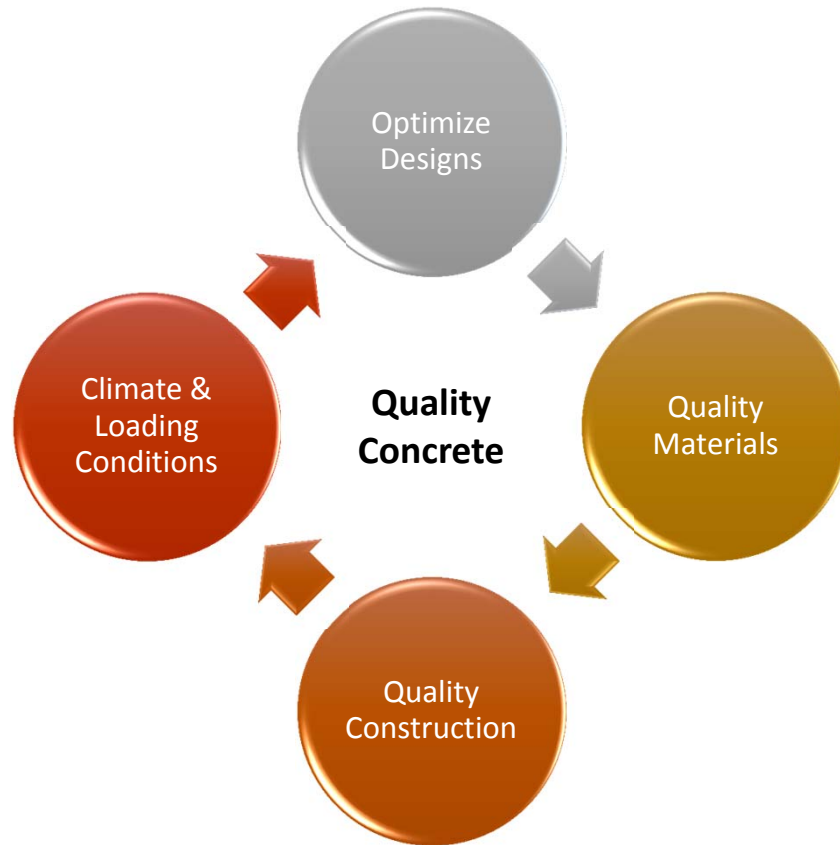 Optimize
Designs
Climate &
Loading
Conditions
Quality
Concrete
Quality
Materials
Quality
Construction